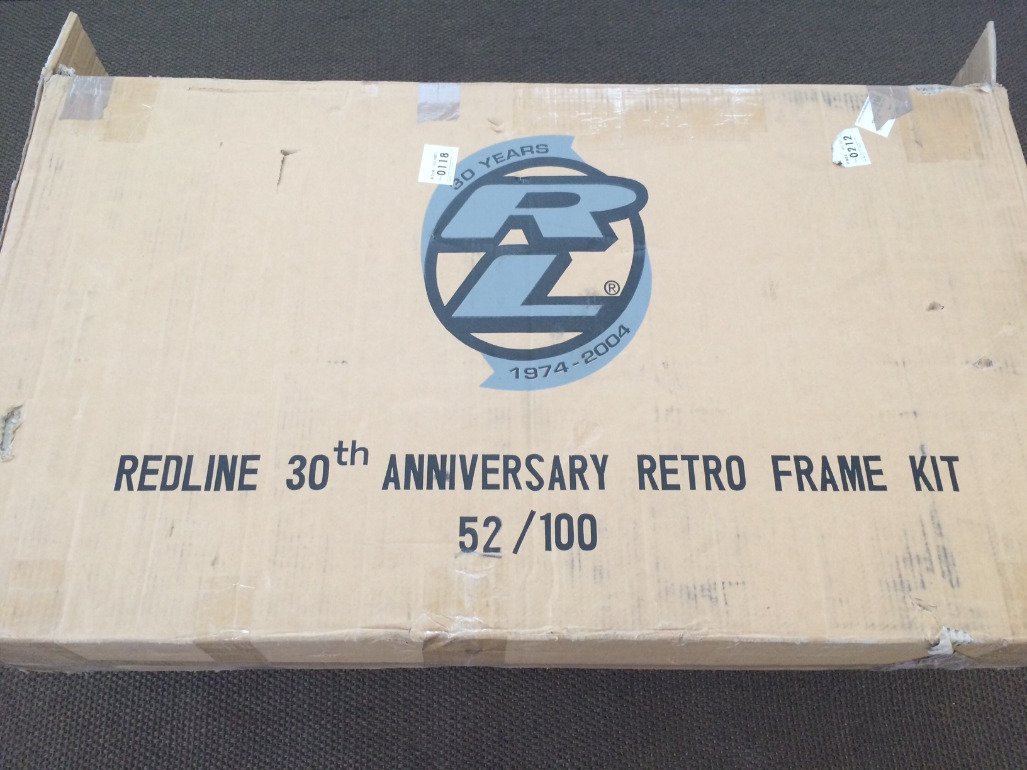 30 YEARS
0118
0212
RL®
1974-2004
REDLINE 30th ANNIVERSARY RETRO FRAME KIT
52/100